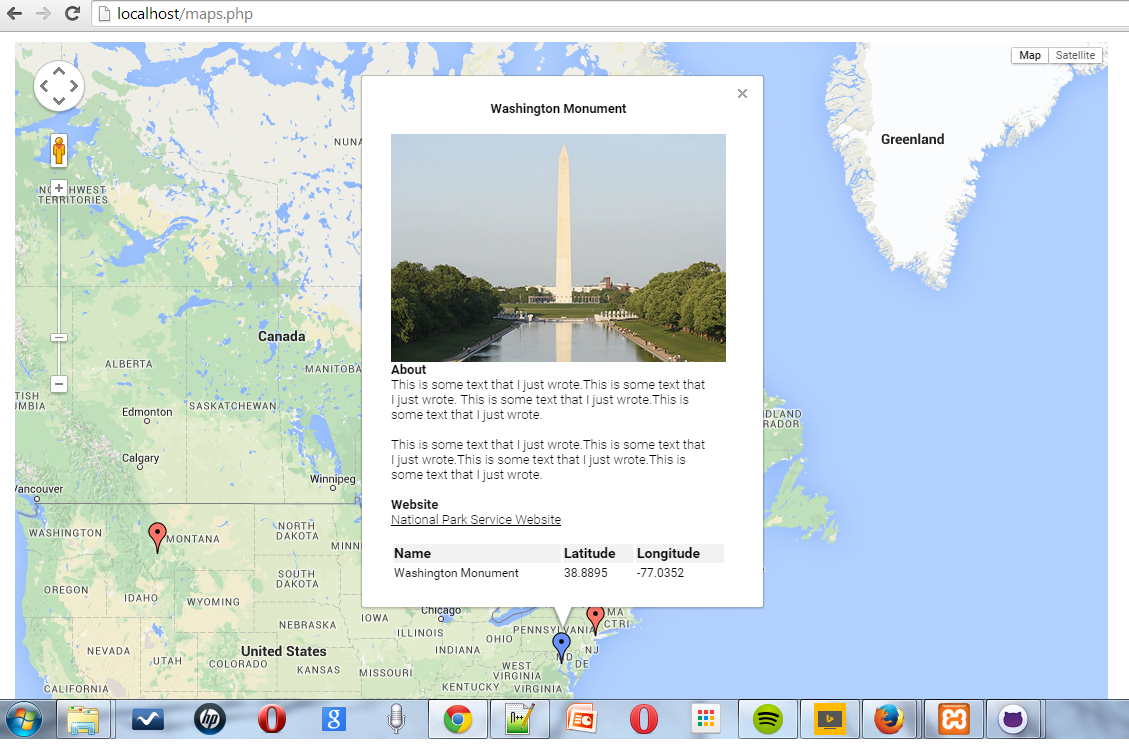 localhost/maps.php
Map Satellite
Washington Monument
Greenland
NUNA
NORTHWEST
TERRITORIES
Canada
ALBERTA
MANITOBA
TISH
MBIA
Edmonton
SASKATCHEWAN
Calgary
Winnipeg
Vancouver
DLAND
RADOR
About
This is some text that I just wrote.This is some text that
I just wrote. This is some text that I just wrote.This is
some text that I just wrote.
This is some text that I just wrote.This is some text that
I just wrote.This is some text that I just wrote.This is
some text that I just wrote.
Website
National Park Service Website
Name Latitude Longitude
Washington Monument 38.8895 -77.0352
WASHINGTON
MONTANA
NORTH
DAKOTA
MINN
SOUTH
DAKOTA
OREGON
IDAHO
WYOMING
Chicago
MA
CTRI
NEBRASKA
IOWA
ILLINOIS
OHIO
PENNSYLVANIA
NEVADA
UTAH
United States
COLORADO
KANSAS
MISSOURI
INDIANA
WEST
VIRGINIA
MD
DE
NJ
CALIFORNIA
KENTUCKY
VIRGINIA
hp
g
n++
b